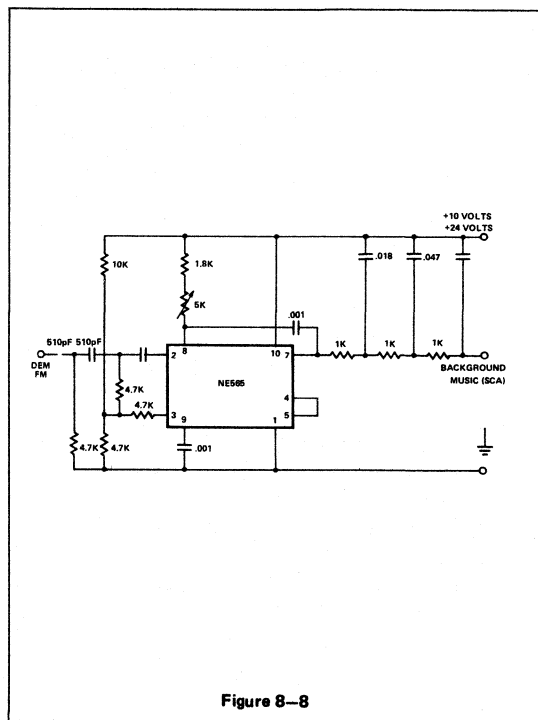 +10 VOLTS
+24 VOLTS
10K
1.8K
.018
.047
5K
.001
510pF 510pF
1K
1K
1K
2
8
10
7
DEM
FM
BACKGROUND
MUSIC (SCA)
4.7K
NE565
4
4.7K
3
5
9
1
4.7K
4.7K
.001
Figure 8–8